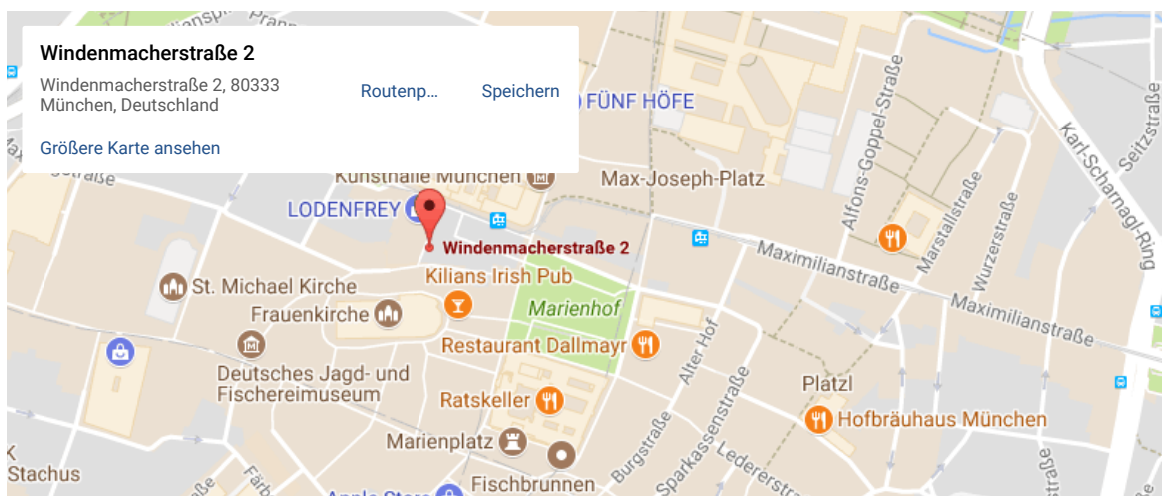 Prann
Windenmacherstraße 2
Windenmacherstraße 2, 80333
München, Deutschland
Routenp...
Speichern
Größere Karte ansehen
FÜNF HÖFE
Kunsthalle München
Max-Joseph-Platz
Alfons-Goppel-Straße
Karl-Scharnagl-Ring
Seitzstraße
LODENFREY
Windenmacherstraße 2
Marstallstraße
Wurzerstraße
Maximilianstraße
Kilians Irish Pub
St. Michael Kirche
Frauenkirche
Marienhof
Maximilianstraße
Restaurant Dallmayr
Alter Hof
Deutsches Jagd- und
Fischereimuseum
Platzl
Ratskeller
Hofbräuhaus München
Marienplatz
Burgstraße
Sparkassenstraße
Ledererstr
Stachus
Fischbrunnen
Apple Store
Färb